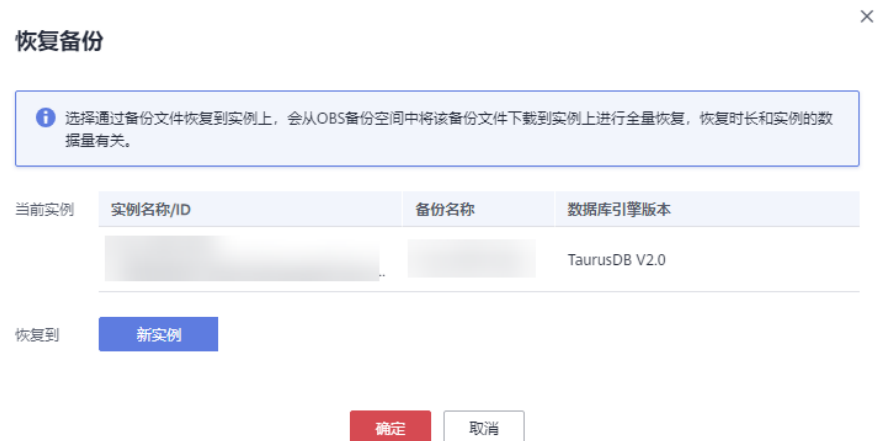 恢复备份
选择通过备份文件恢复到实例上，会从OBS备份空间中将该备份文件下载到实例上进行全量恢复，恢复时长和实例的数
据量有关。
当前实例 实例名称/ID 备份名称 数据库引擎版本
.. TaurusDB V2.0
恢复到 新实例
确定 取消